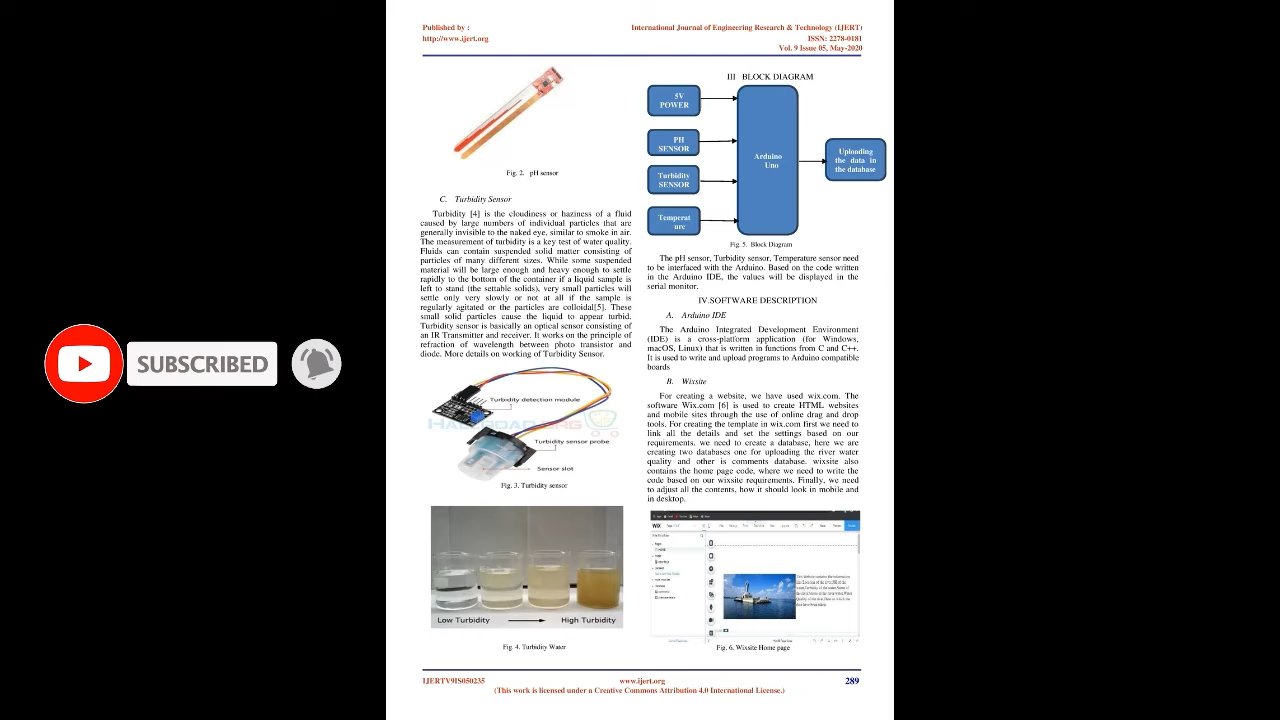 Published by :
http://www.ijert.org
International Journal of Engineering Research & Technology (IJERT)
ISSN: 2278-0181
Vol. 9 Issue 05, May-2020
Fig. 2. pH sensor
C. Turbidity Sensor
Turbidity [4] is the cloudiness or haziness of a fluid
caused by large numbers of individual particles that are
generally invisible to the naked eye, similar to smoke in air.
The measurement of turbidity is a key test of water quality.
Fluids can contain suspended solid matter consisting of
particles of many different sizes. While some suspended
material will be large enough and heavy enough to settle
rapidly to the bottom of the container if a liquid sample is
left to stand (the settable solids), very small particles will
settle only very slowly or not at all if the sample is
regularly agitated or the particles are colloidal[5]. These
small solid particles cause the liquid to appear turbid.
Turbidity sensor is basically an optical sensor consisting of
an IR Transmitter and receiver. It works on the principle of
refraction of wavelength between photo transistor and
diode. More details on working of Turbidity Sensor.
Turbidity detection module
Turbidity sensor probe
Sensor slot
Fig. 3. Turbidity sensor
Low Turbidity
High Turbidity
Fig. 4. Turbidity Water
III BLOCK DIAGRAM
5V
POWER
PH
SENSOR
Turbidity
SENSOR
Temperat
ure
Arduino
Uno
Uploading
the data in
the database
Fig. 5. Block Diagram
The pH sensor, Turbidity sensor, Temperature sensor need
to be interfaced with the Arduino. Based on the code written
in the Arduino IDE, the values will be displayed in the
serial monitor.
IV.SOFTWARE DESCRIPTION
A. Arduino IDE
The Arduino Integrated Development Environment
(IDE) is a cross-platform application (for Windows,
macOS, Linux) that is written in functions from C and C++.
It is used to write and upload programs to Arduino compatible
boards
B. Wixsite
For creating a website, we have used wix.com. The
software Wix.com [6] is used to create HTML websites
and mobile sites through the use of online drag and drop
tools. For creating the template in wix.com first we need to
link all the details and set the settings based on our
requirements. we need to create a database, here we are
creating two databases one for uploading the river water
quality and other is comments database. wixsite also
contains the home page code, where we need to write the
code based on our wixsite requirements. Finally, we need
to adjust all the contents, how it should look in mobile and
in desktop.
WIX
Fig. 6. Wixsite Home page
IJERTV9IS050235
www.ijert.org
289
(This work is licensed under a Creative Commons Attribution 4.0 International License.)
SUBSCRIBED